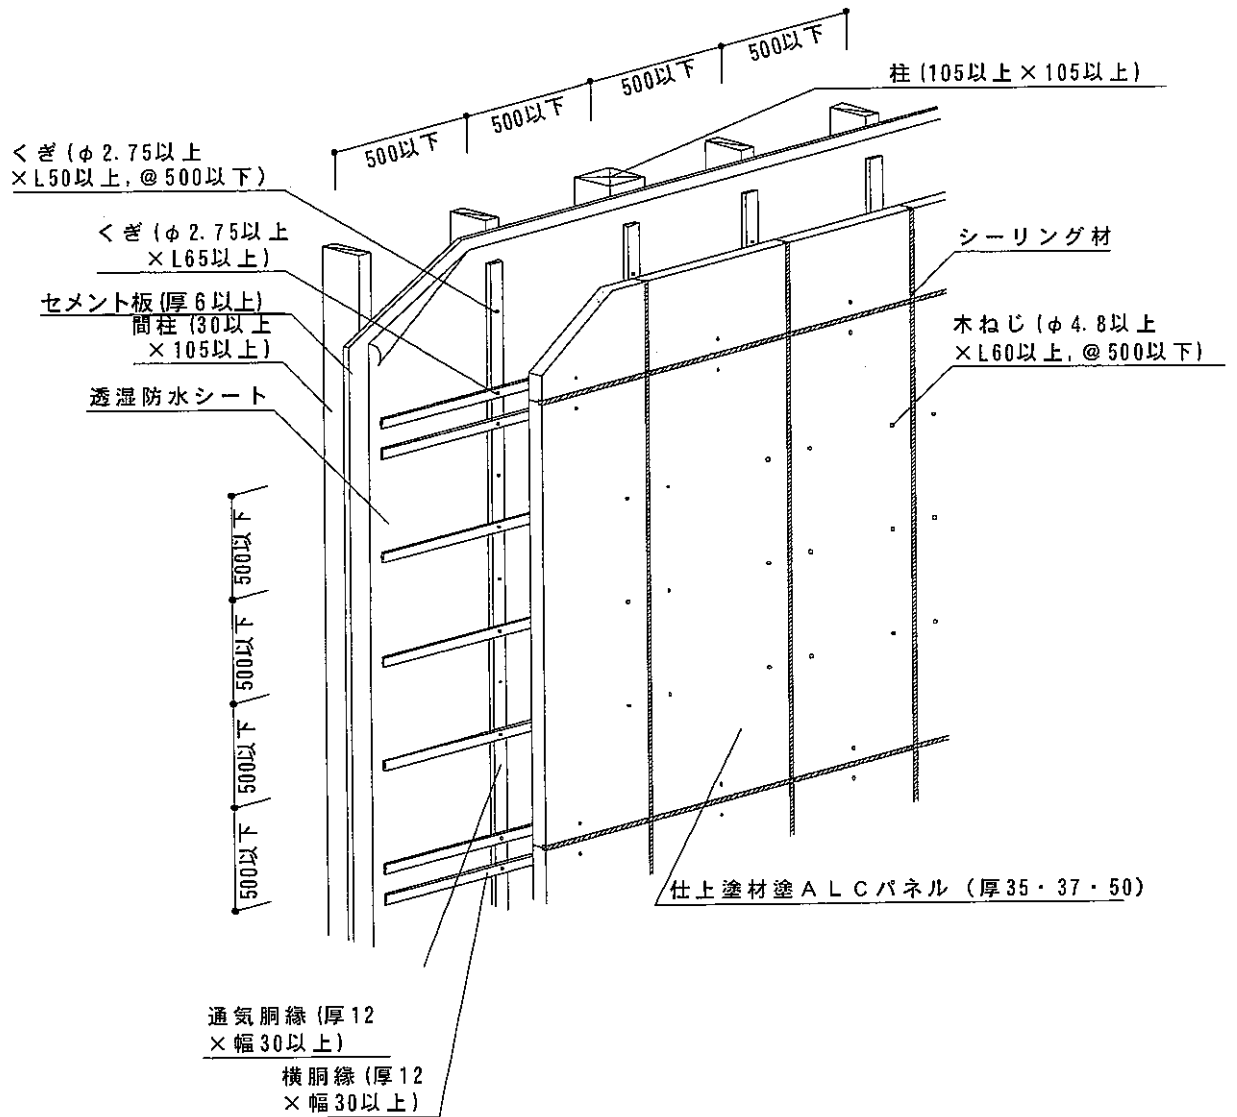 500以下
500以下
500以下
500以下
柱(105以上×105以上)
くぎ(φ2.75以上
×L50以上,@500以下)
くぎ(φ2.75以上
×L65以上)
セメント板(厚6以上)
間柱(30以上
×105以上)
透湿防水シート
シーリング材
木ねじ(φ4.8以上
×L60以上,@500以下)
500以下
500以下
500以下
500以下
仕上塗材塗ALCパネル(厚35・37・50)
通気胴縁(厚12
×幅30以上)
横胴縁(厚12
×幅30以上)